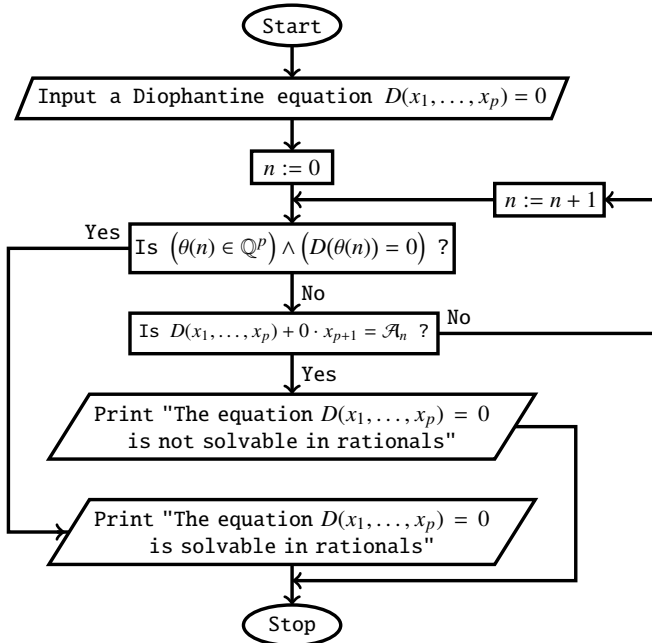 Start
Input a Diophantine equation D(x₁, . . . , xₚ) = 0
n := 0
n := n + 1
Yes
Is (θ(n) ∈ ℚᵖ) ∧ (D(θ(n)) = 0) ?
No
Is D(x₁, . . . , xₚ) + 0 · xₚ₊₁ = 𝒜ₙ ?
No
Yes
Print "The equation D(x₁, . . . , xₚ) = 0
is not solvable in rationals"
Print "The equation D(x₁, . . . , xₚ) = 0
is solvable in rationals"
Stop